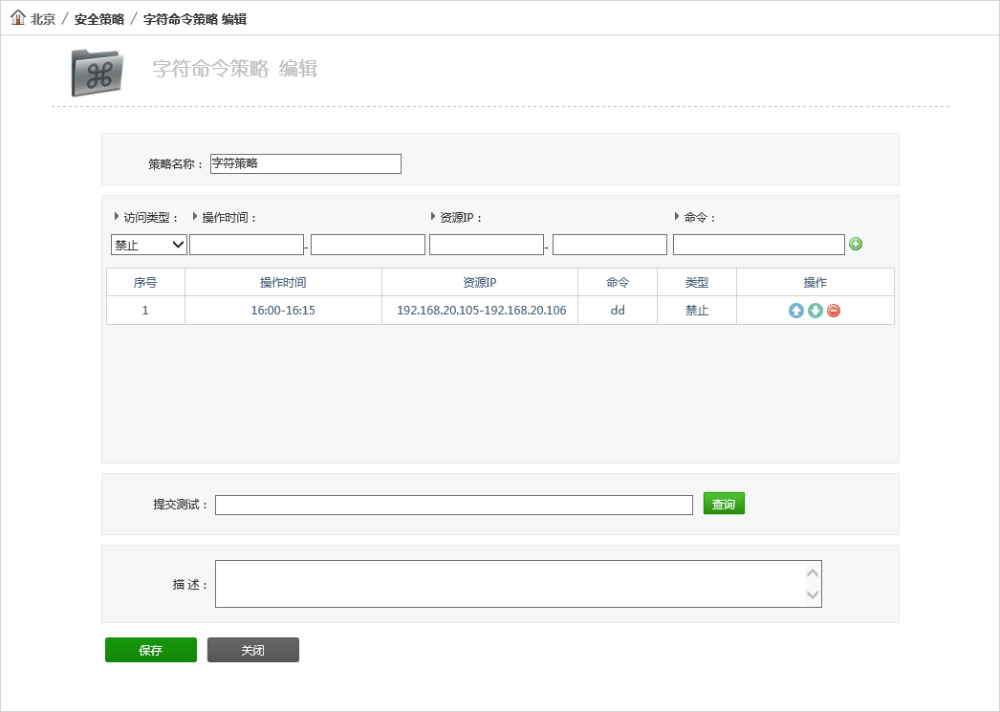 北京 / 安全策略 / 字符命令策略 编辑
字符命令策略 编辑
策略名称： 字符策略
访问类型： 操作时间： 资源IP： 命令：
禁止 - -
序号 操作时间 资源IP 命令 类型 操作
1 16:00-16:15 192.168.20.105-192.168.20.106 dd 禁止
提交测试： 查询
描 述：
保存 关闭